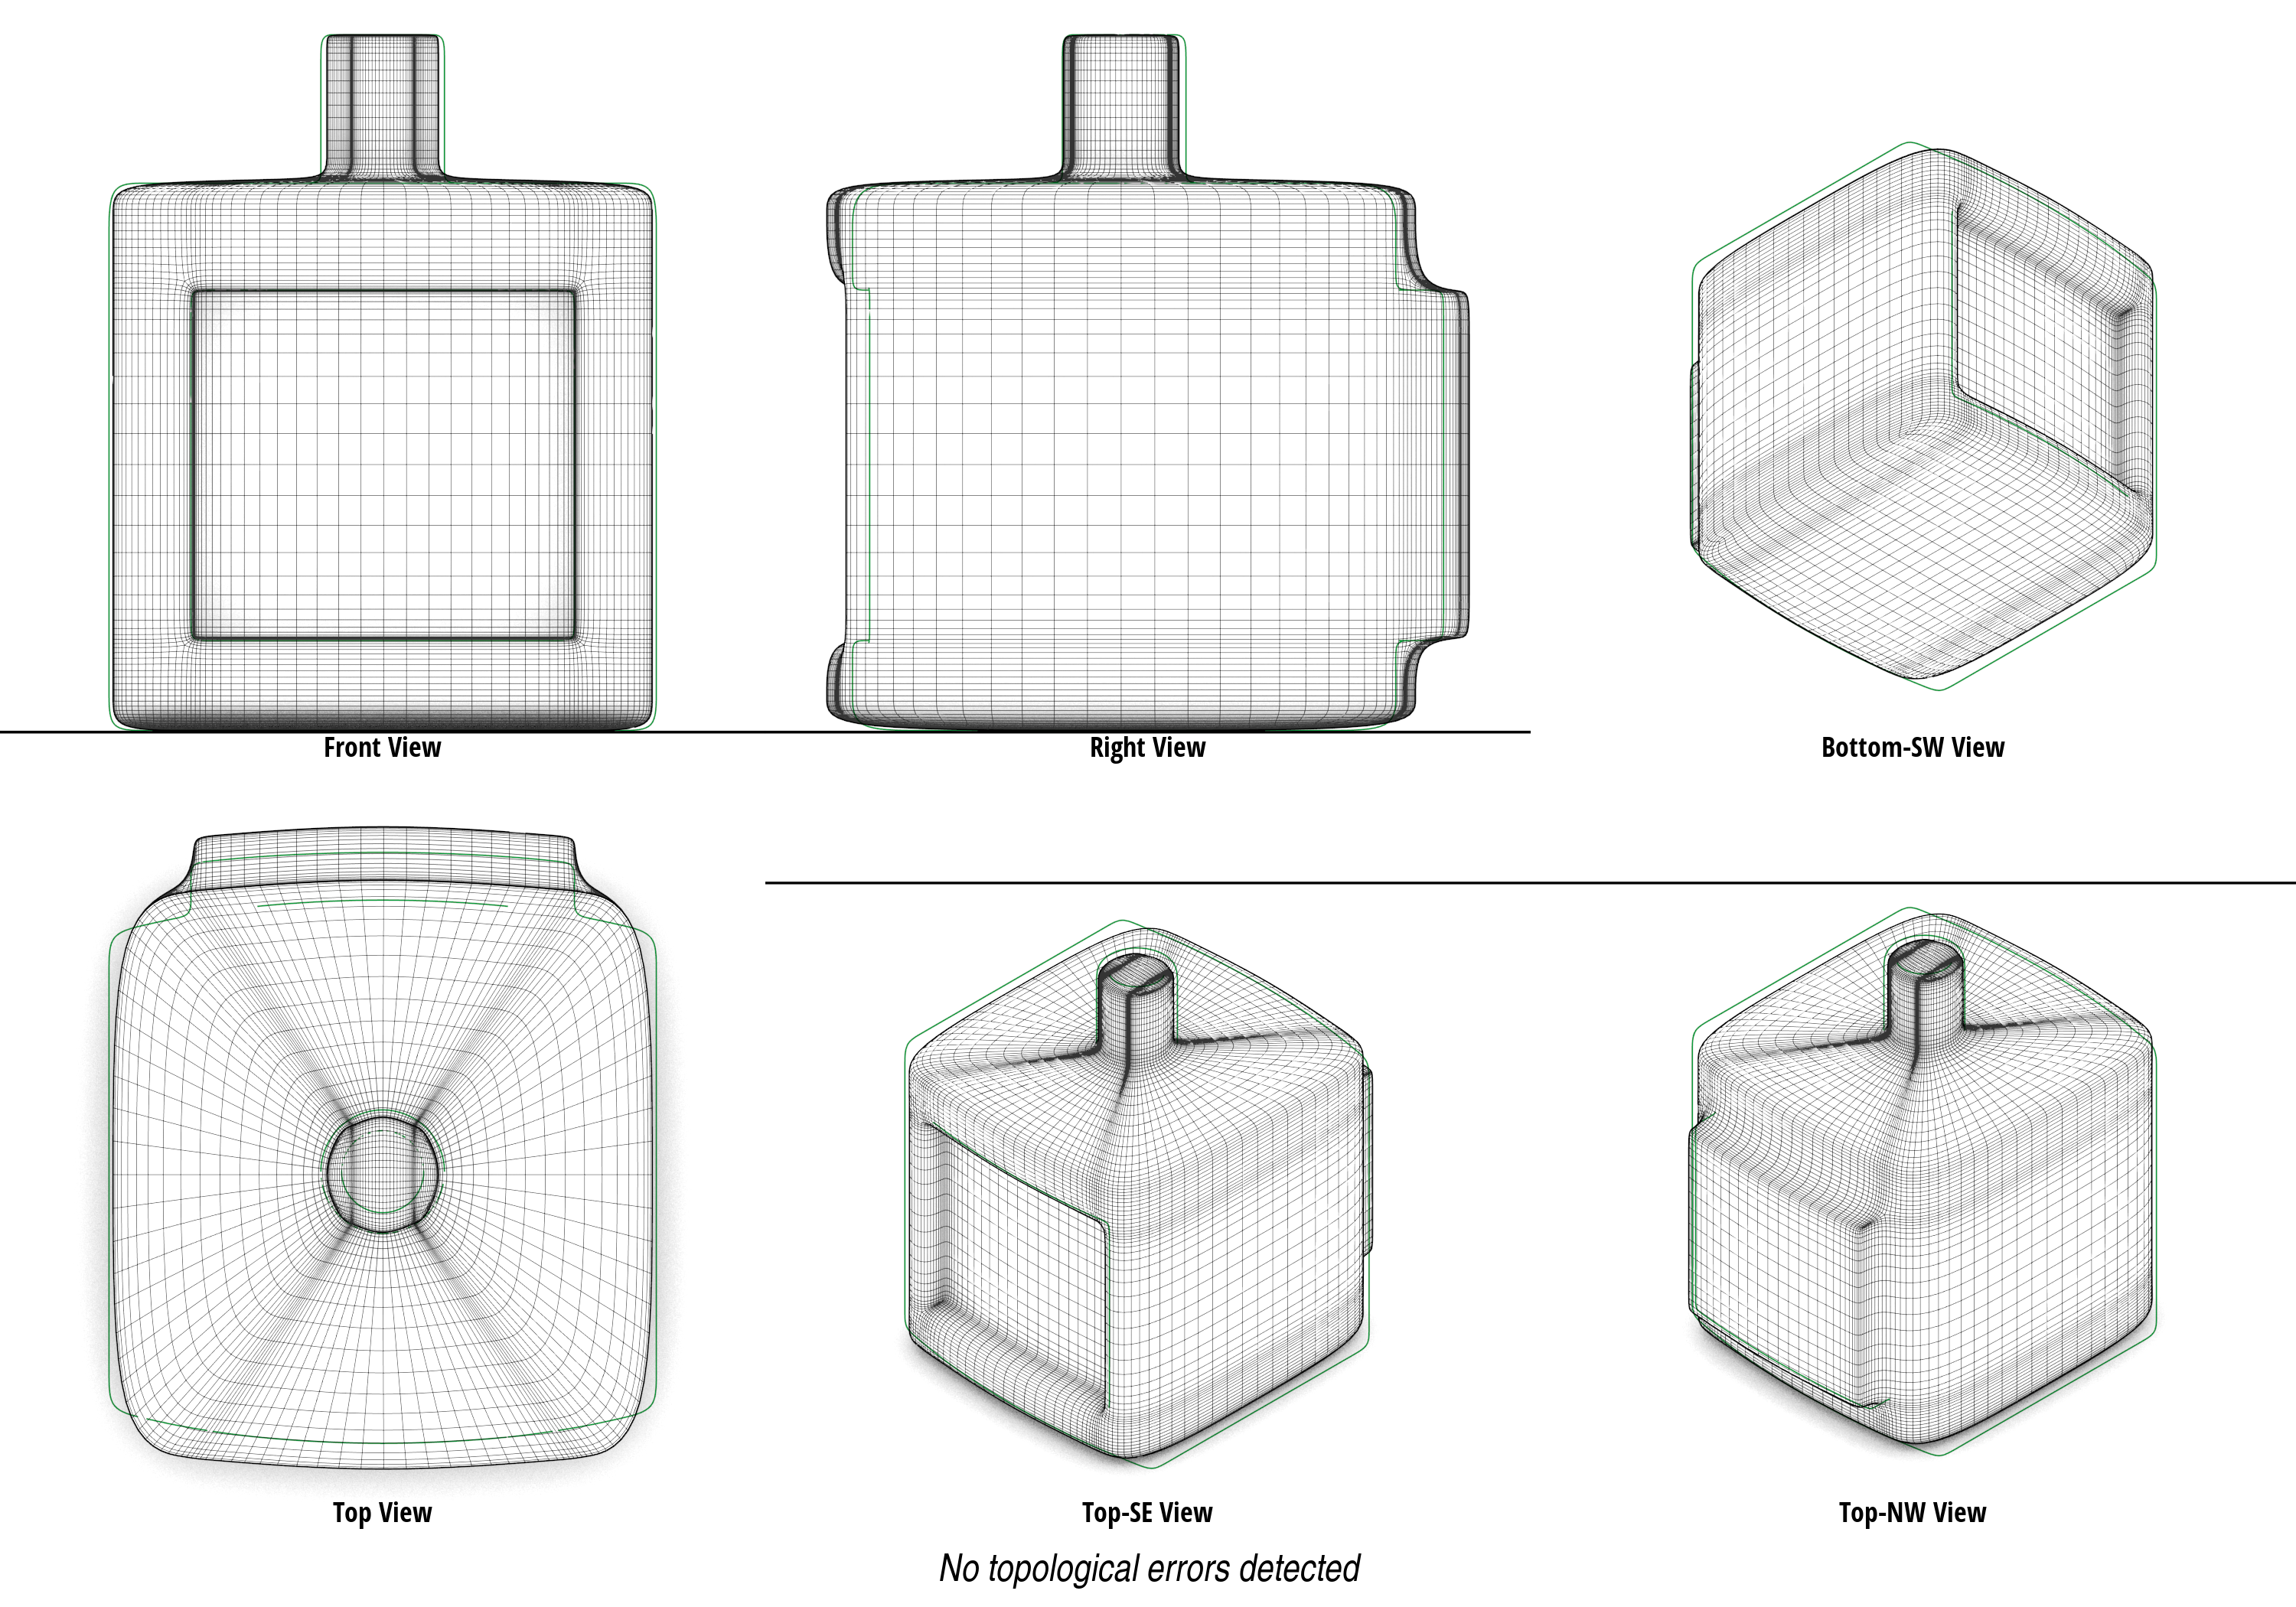 Front View
Right View
Bottom-SW View
Top View
Top-SE View
Top-NW View
No topological errors detected